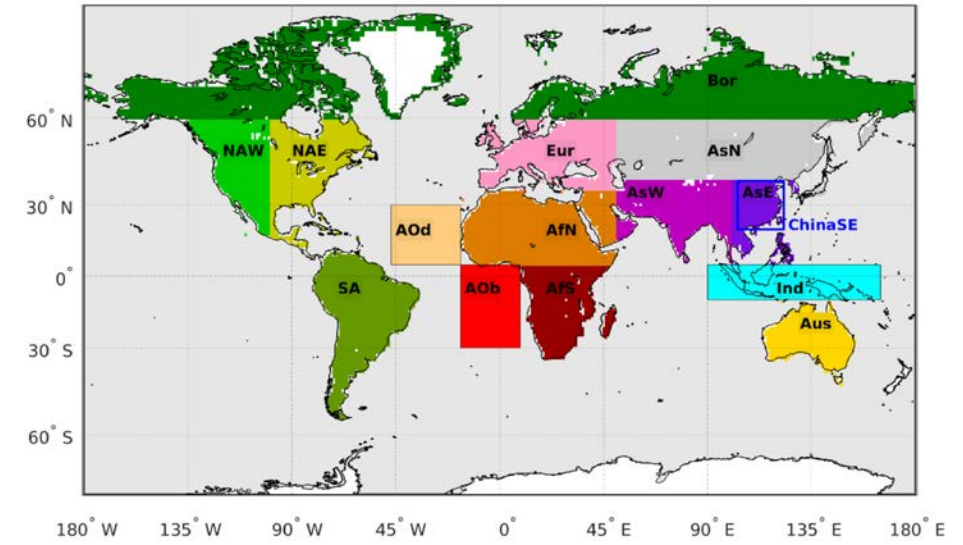 Bor
60° N
NAW
NAE
Eur
AsN
AsW
AsE
30° N
AOd
AfN
ChinaSE
0°
SA
AOb
AfS
Ind
Aus
30° S
60° S
180° W
135° W
90° W
45° W
0°
45° E
90° E
135° E
180° E